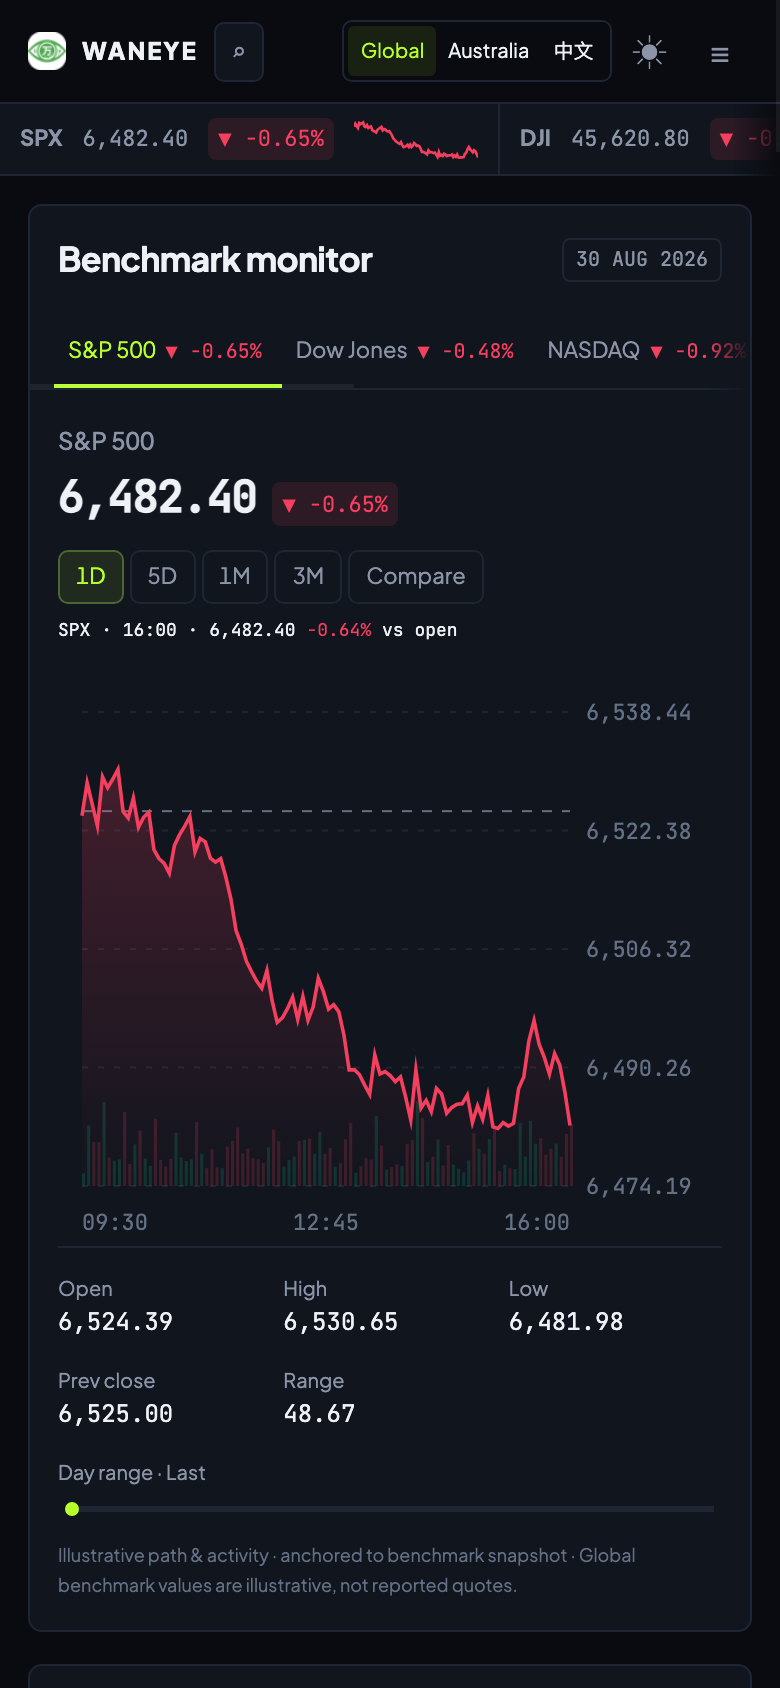 WANEYE
Global Australia 中文
SPX 6,482.40 ▼ -0.65% DJI 45,620.80 ▼
Benchmark monitor 30 AUG 2026
S&P 500 ▼ -0.65% Dow Jones ▼ -0.48% NASDAQ ▼ -0.92%
S&P 500
6,482.40 ▼ -0.65%
1D 5D 1M 3M Compare
SPX · 16:00 · 6,482.40 -0.64% vs open
6,538.44
6,522.38
6,506.32
6,490.26
6,474.19
09:30 12:45 16:00
Open High Low
6,524.39 6,530.65 6,481.98
Prev close Range
6,525.00 48.67
Day range · Last
Illustrative path & activity · anchored to benchmark snapshot · Global
benchmark values are illustrative, not reported quotes.